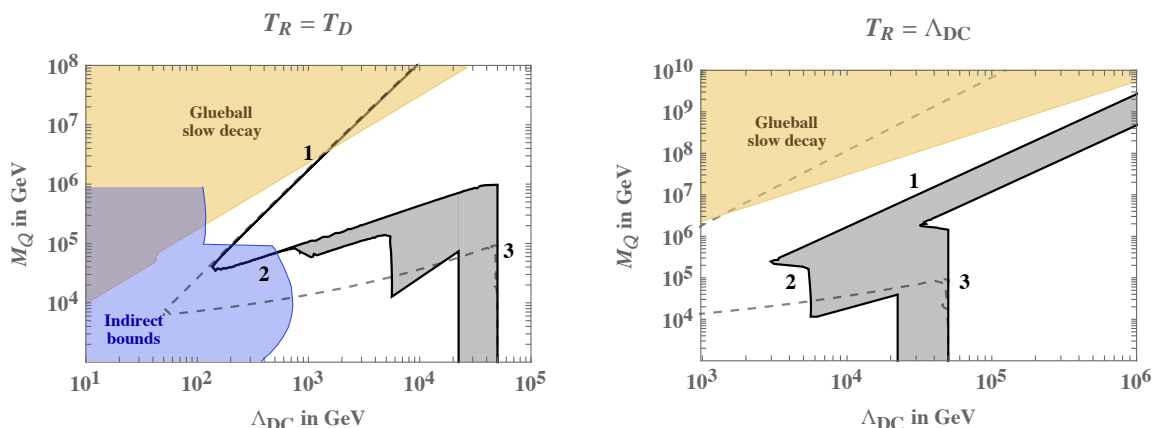 T_R = T_D
M_Q in GeV
10^8
10^7
10^6
10^5
10^4
Glueball
slow decay
1
2
3
Indirect
bounds
10^1 10^2 10^3 10^4 10^5
Λ_DC in GeV
T_R = Λ_DC
M_Q in GeV
10^10
10^9
10^8
10^7
10^6
10^5
10^4
Glueball
slow decay
1
2
3
10^3 10^4 10^5 10^6
Λ_DC in GeV